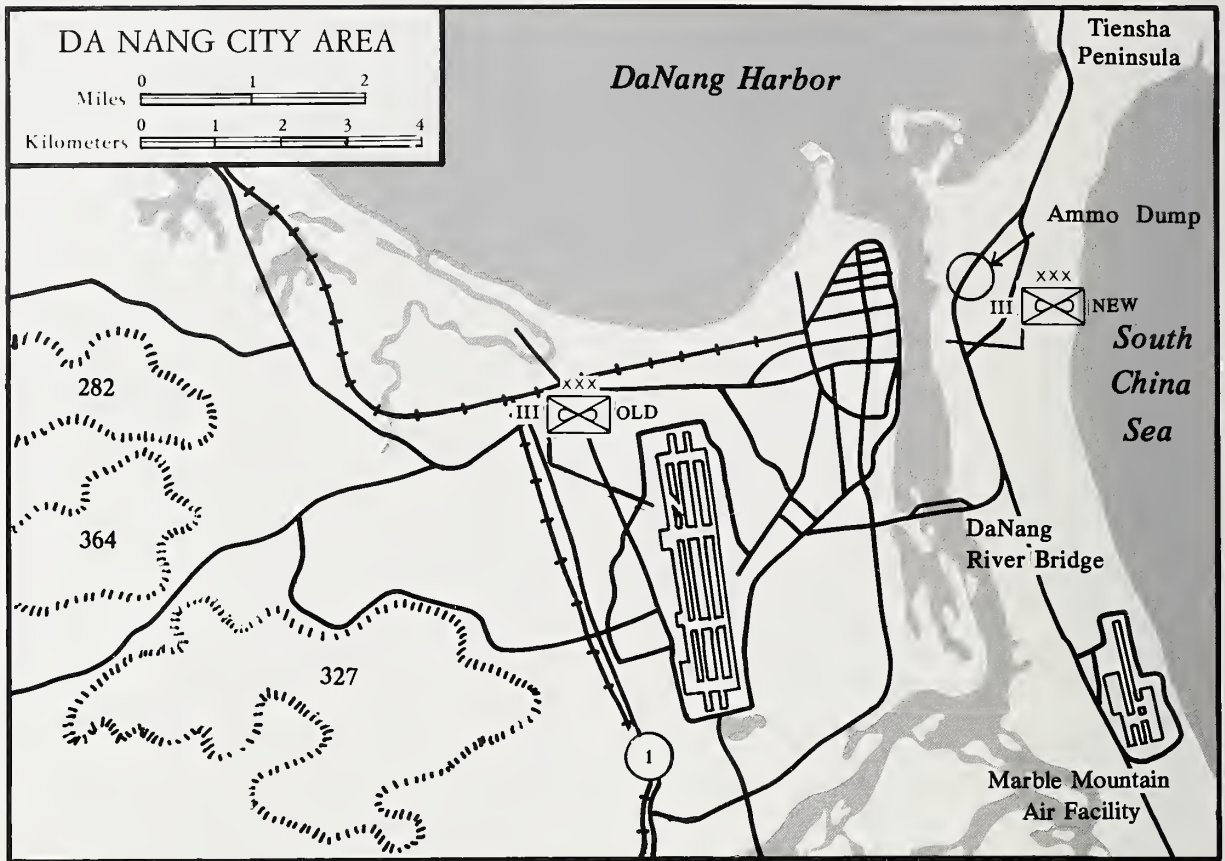 DA NANG CITY AREA
0 1 2
Miles
0 1 2 3 4
Kilometers
DaNang Harbor
Tiensha
Peninsula
Ammo Dump
XXX
III NEW
South
China
Sea
282
XXX
III OLD
364
DaNang
River Bridge
327
1
Marble Mountain
Air Facility